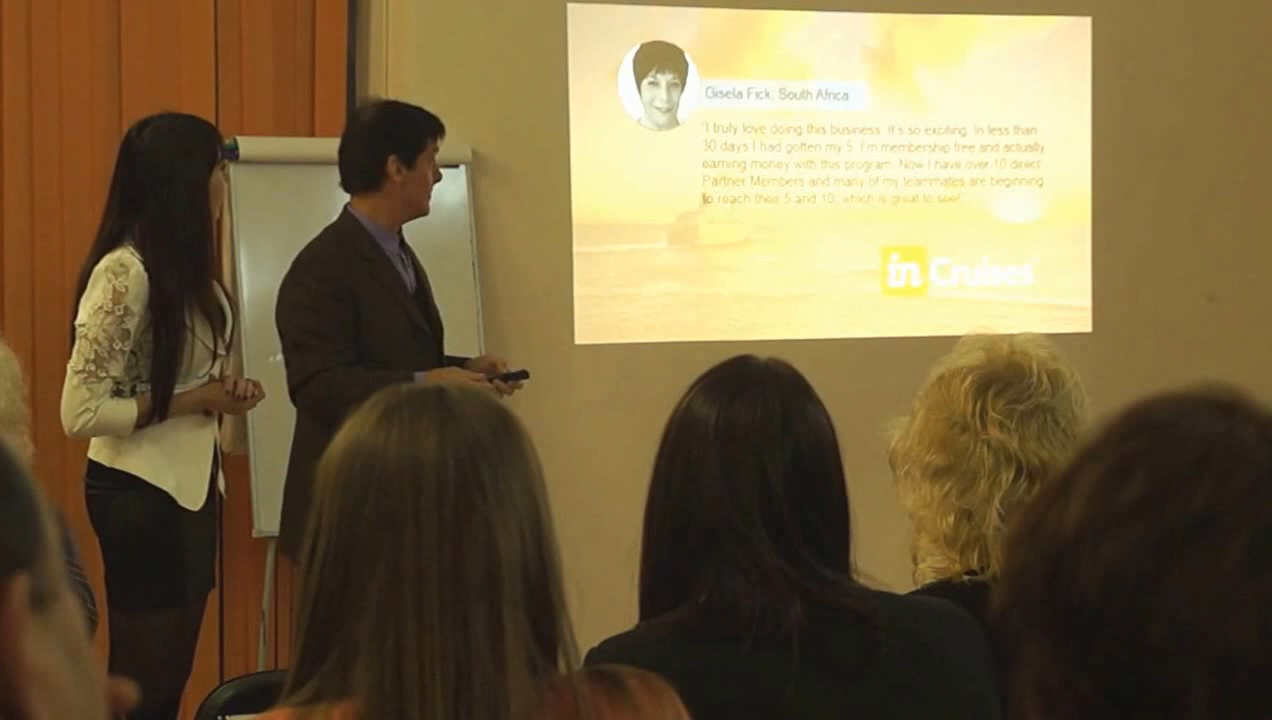 Gisela Fick, South Africa
"I truly love doing this business. It's so exciting. In less than
30 days I had gotten my 5. I'm membership free and actually
earning money with this program. Now I have over 10 direct
Partner Members and many of my teammates are beginning
to reach their 5 and 10, which is great to see!"
in Cruises